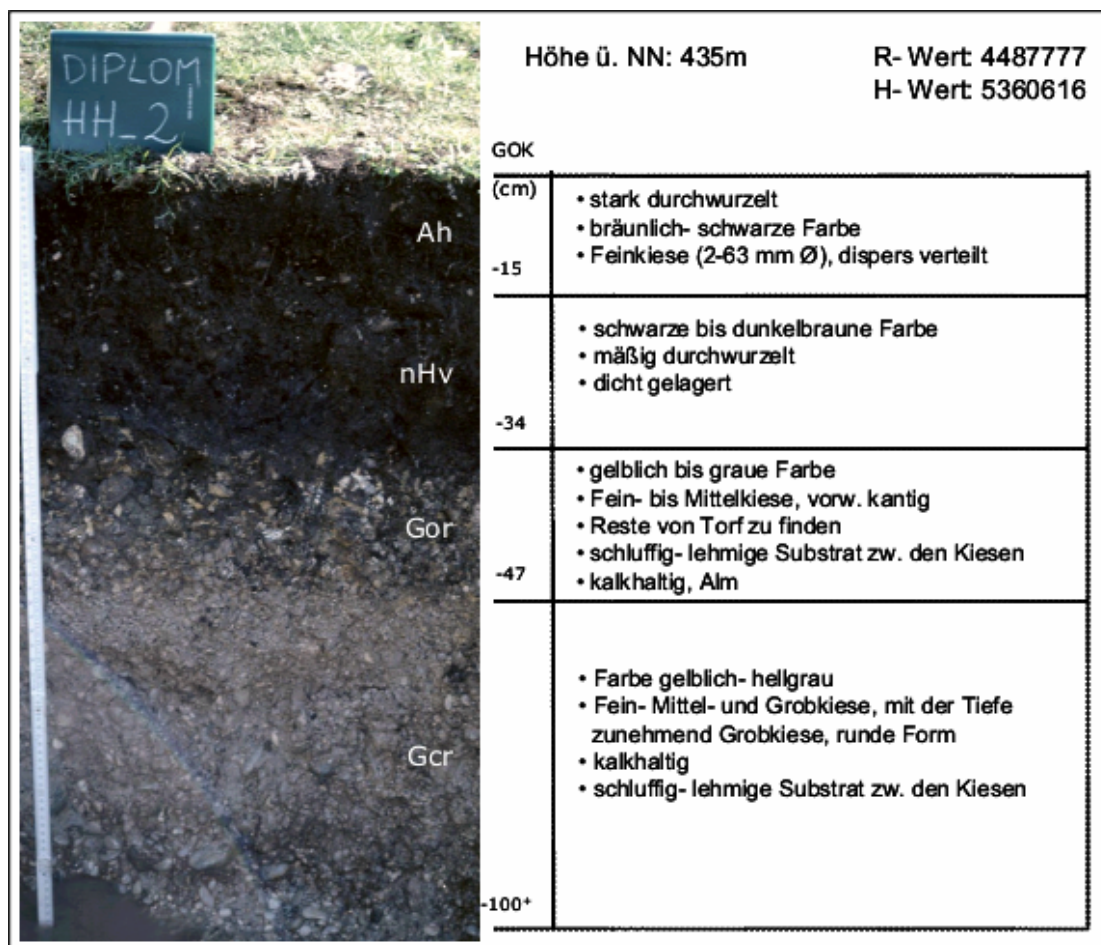 DIPLOM
HH_2
Höhe ü. NN: 435m
R- Wert: 4487777
H- Wert: 5360616
GOK
(cm)
Ah
-15
• stark durchwurzelt
• bräunlich- schwarze Farbe
• Feinkiese (2-63 mm Ø), dispers verteilt
nHv
-34
• schwarze bis dunkelbraune Farbe
• mäßig durchwurzelt
• dicht gelagert
Gor
-47
• gelblich bis graue Farbe
• Fein- bis Mittelkiese, vorw. kantig
• Reste von Torf zu finden
• schluffig- lehmige Substrat zw. den Kiesen
• kalkhaltig, Alm
Gcr
-100+
• Farbe gelblich- hellgrau
• Fein- Mittel- und Grobkiese, mit der Tiefe
zunehmend Grobkiese, runde Form
• kalkhaltig
• schluffig- lehmige Substrat zw. den Kiesen